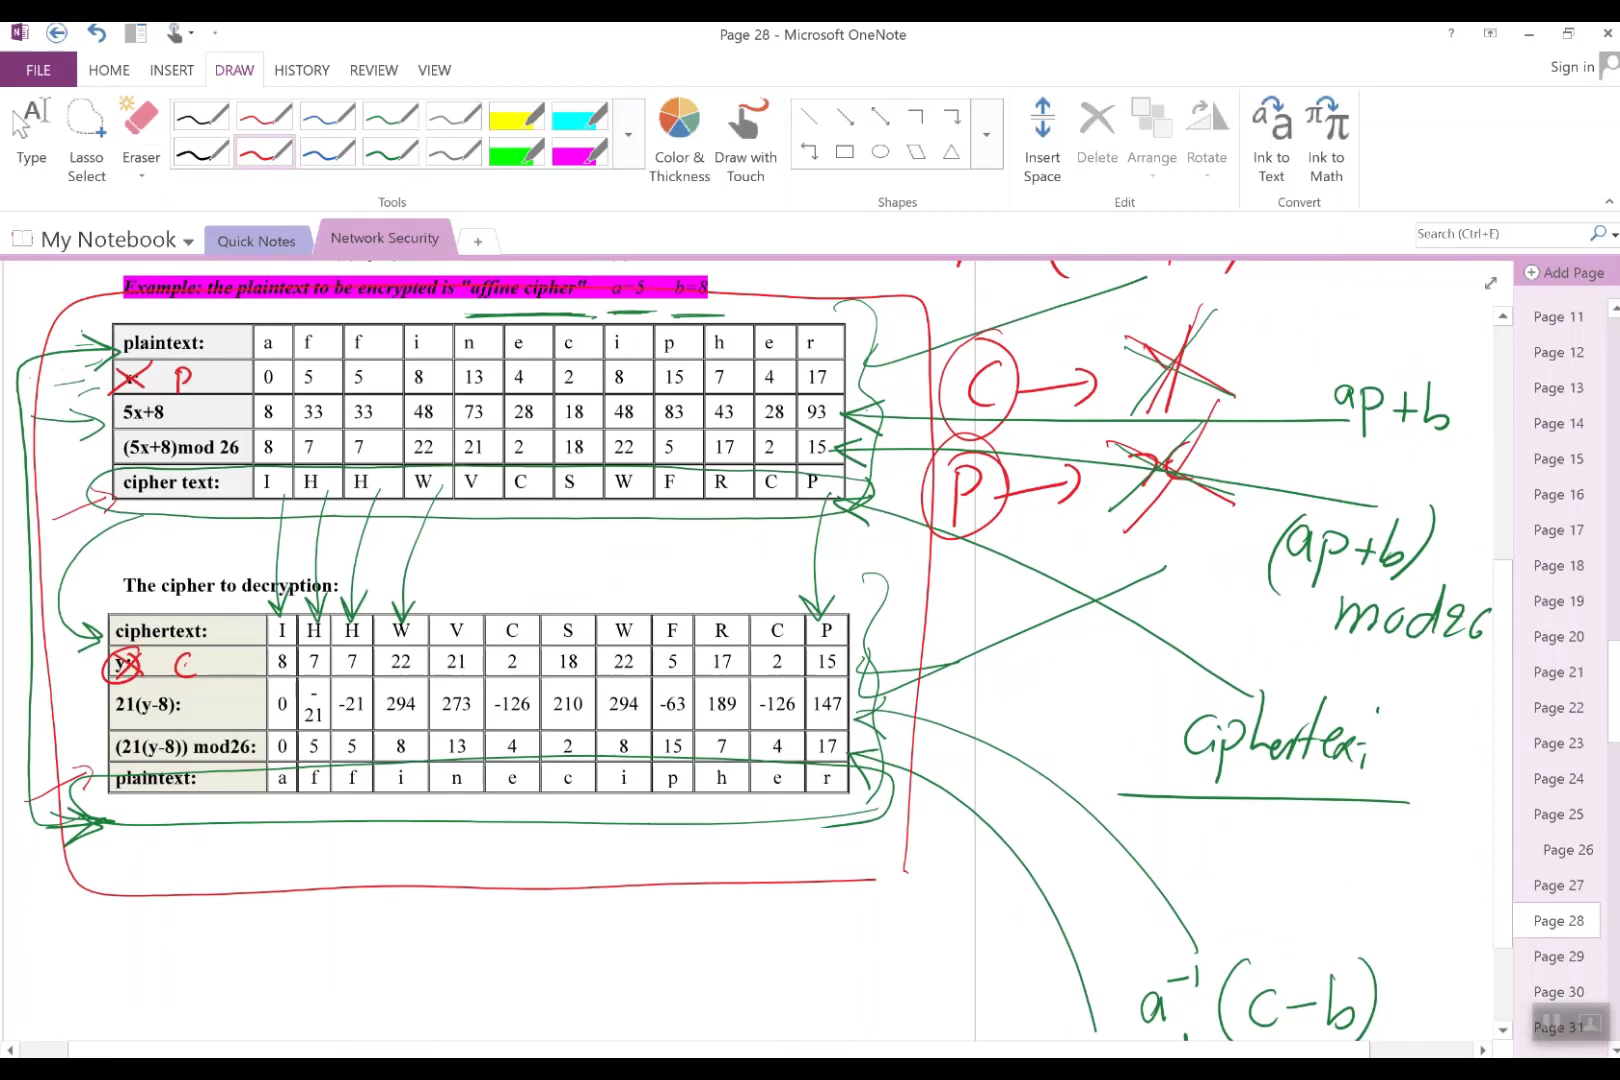 Page 28 - Microsoft OneNote
?
Sign in
FILE HOME INSERT DRAW HISTORY REVIEW VIEW
Type
Lasso Select
Eraser
Color & Thickness
Draw with Touch
Insert Space
Delete
Arrange
Rotate
Ink to Text
Ink to Math
Tools
Shapes
Edit
Convert
My Notebook
Quick Notes
Network Security
+
Search (Ctrl+E)
Add Page
Page 11
Page 12
Page 13
Page 14
Page 15
Page 16
Page 17
Page 18
Page 19
Page 20
Page 21
Page 22
Page 23
Page 24
Page 25
Page 26
Page 27
Page 28
Page 29
Page 30
Page 31
Example: the plaintext to be encrypted is "affine cipher" a=5 b=8
plaintext: a f f i n e c i p h e r
P 0 5 5 8 13 4 2 8 15 7 4 17
5x+8 8 33 33 48 73 28 18 48 83 43 28 93
(5x+8)mod 26 8 7 7 22 21 2 18 22 5 17 2 15
cipher text: I H H W V C S W F R C P
The cipher to decryption:
ciphertext: I H H W V C S W F R C P
y: C 8 7 7 22 21 2 18 22 5 17 2 15
21(y-8): 0 -21 -21 294 273 -126 210 294 -63 189 -126 147
(21(y-8)) mod26: 0 5 5 8 13 4 2 8 15 7 4 17
plaintext: a f f i n e c i p h e r
C
P
ap+b
(ap+b)
mod26
ciphertext
a⁻¹ (c-b)